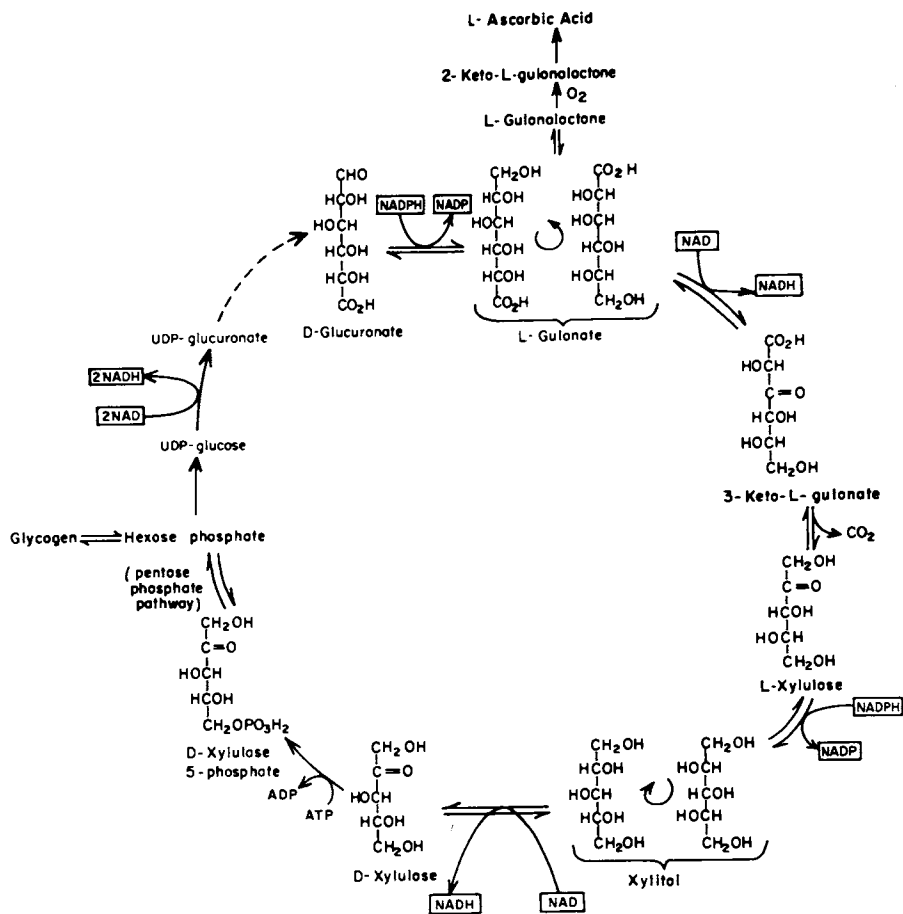 L- Ascorbic Acid
2- Keto-L-gulonolactone
O2
L- Gulonolactone
CHO
HCOH
HOCH
HCOH
HCOH
CO2H
D-Glucuronate
NADPH
NADP
CH2OH
HCOH
HOCH
HCOH
HCOH
CO2H
CO2H
HOCH
HOCH
HCOH
HOCH
CH2OH
L- Gulonate
NAD
NADH
CO2H
HOCH
C=O
HCOH
HOCH
CH2OH
3-Keto-L-gulonate
CO2
CH2OH
C=O
HCOH
HOCH
CH2OH
L-Xylulose
NADPH
NADP
CH2OH
HCOH
HOCH
HCOH
CH2OH
CH2OH
HOCH
HCOH
HOCH
CH2OH
Xylitol
NADH
NAD
CH2OH
C=O
HOCH
HCOH
CH2OH
D-Xylulose
ADP
ATP
CH2OH
C=O
HOCH
HCOH
CH2OPO3H2
D-Xylulose
5-phosphate
(pentose
phosphate
pathway)
Glycogen
Hexose phosphate
UDP-glucose
2NADH
2NAD
UDP-glucuronate